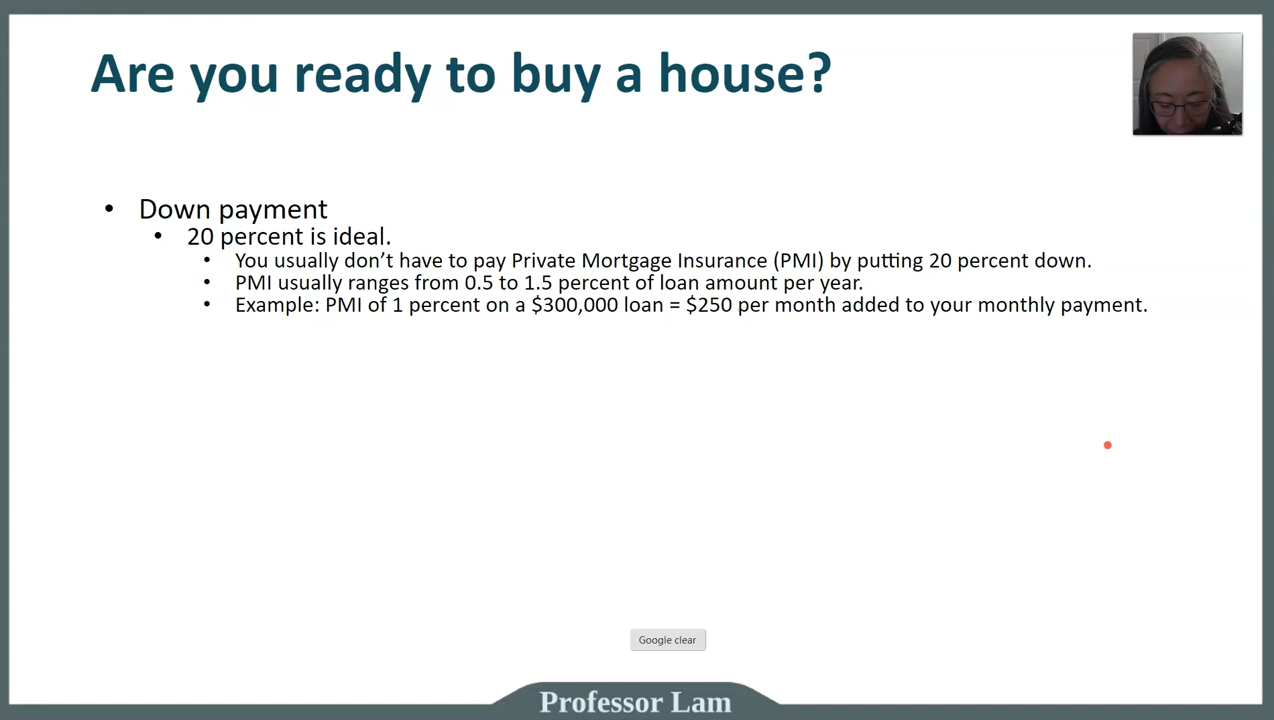 Are you ready to buy a house?
• Down payment
• 20 percent is ideal.
• You usually don’t have to pay Private Mortgage Insurance (PMI) by putting 20 percent down.
• PMI usually ranges from 0.5 to 1.5 percent of loan amount per year.
• Example: PMI of 1 percent on a $300,000 loan = $250 per month added to your monthly payment.
Google clear
Professor Lam